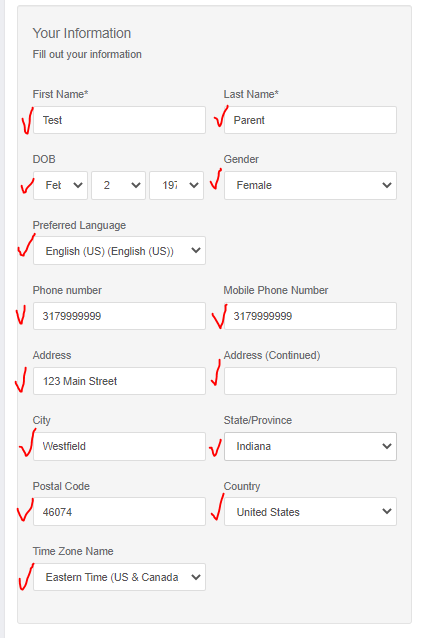 Your Information
Fill out your information
First Name* Last Name*
Test Parent
DOB Gender
Fel 2 197 Female
Preferred Language
English (US) (English (US))
Phone number Mobile Phone Number
3179999999 3179999999
Address Address (Continued)
123 Main Street
City State/Province
Westfield Indiana
Postal Code Country
46074 United States
Time Zone Name
Eastern Time (US & Canada